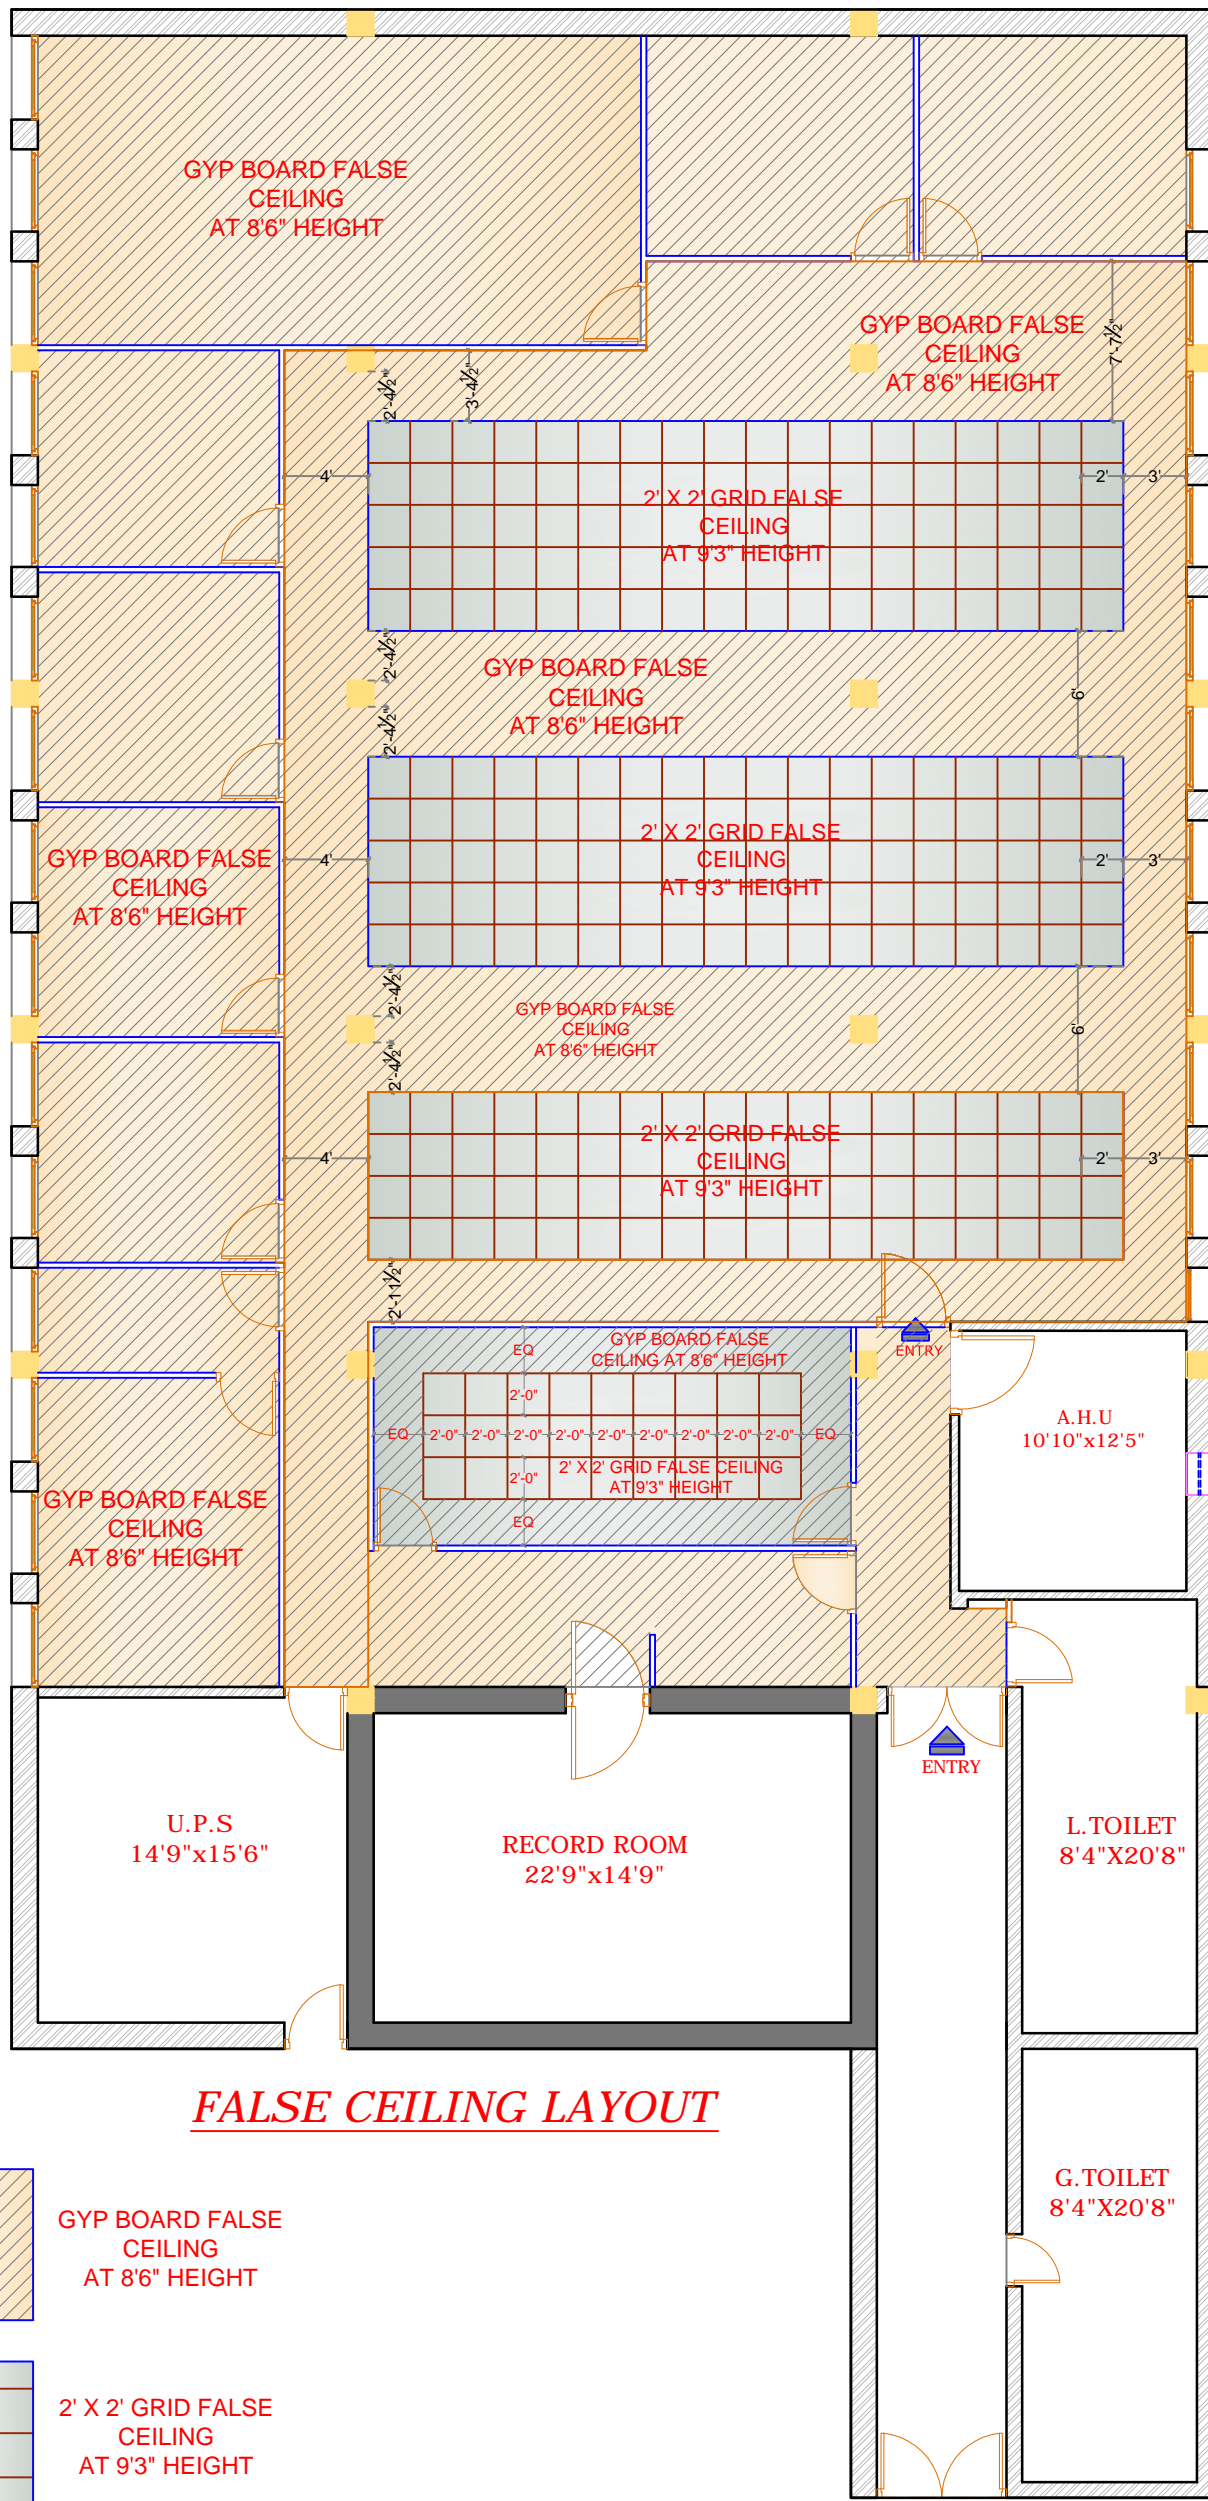 GYP BOARD FALSE
CEILING
AT 8'6" HEIGHT
GYP BOARD FALSE
CEILING
AT 8'6" HEIGHT
7'-7½"
2'-4½"
3'-4½"
4'
2'
3'
2' X 2' GRID FALSE
CEILING
AT 9'3" HEIGHT
2'-4½"
GYP BOARD FALSE
CEILING
AT 8'6" HEIGHT
6'
2'-4½"
2' X 2' GRID FALSE
CEILING
AT 9'3" HEIGHT
4'
2'
3'
GYP BOARD FALSE
CEILING
AT 8'6" HEIGHT
2'-4½"
GYP BOARD FALSE
CEILING
AT 8'6" HEIGHT
6'
2'-4½"
2' X 2' GRID FALSE
CEILING
AT 9'3" HEIGHT
4'
2'
3'
2'-11½"
GYP BOARD FALSE
CEILING AT 8'6" HEIGHT
EQ
ENTRY
2'-0"
EQ
2'-0" 2'-0" 2'-0" 2'-0" 2'-0" 2'-0" 2'-0" 2'-0" 2'-0"
EQ
2'-0"
2' X 2' GRID FALSE CEILING
AT 9'3" HEIGHT
EQ
A.H.U
10'10"x12'5"
GYP BOARD FALSE
CEILING
AT 8'6" HEIGHT
ENTRY
U.P.S
14'9"x15'6"
RECORD ROOM
22'9"x14'9"
L.TOILET
8'4"X20'8"
FALSE CEILING LAYOUT
G.TOILET
8'4"X20'8"
GYP BOARD FALSE
CEILING
AT 8'6" HEIGHT
2' X 2' GRID FALSE
CEILING
AT 9'3" HEIGHT